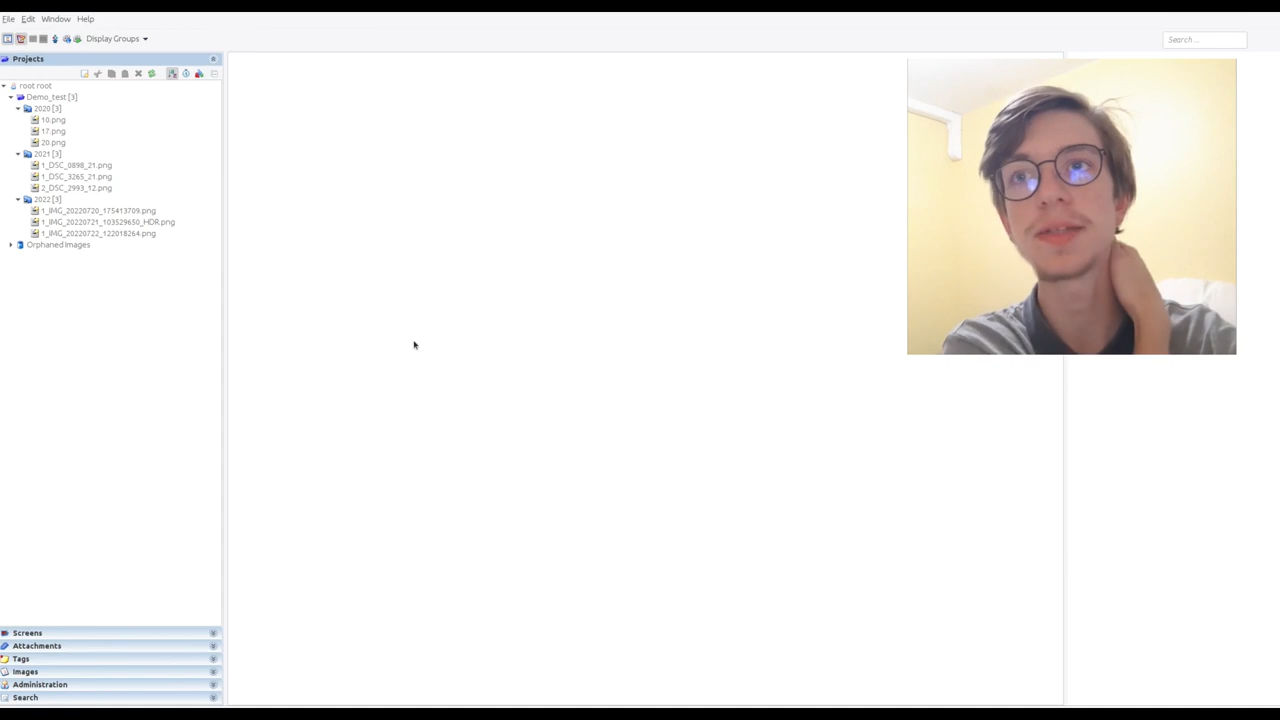 File Edit Window Help
Display Groups
Search...
Projects
root root
Demo_test [3]
2020 [3]
10.png
17.png
20.png
2021 [3]
1_DSC_0898_21.png
1_DSC_3265_21.png
2_DSC_2993_12.png
2022 [3]
1_IMG_20220720_175413709.png
1_IMG_20220721_103529650_HDR.png
1_IMG_20220722_122018264.png
Orphaned Images
Screens
Attachments
Tags
Images
Administration
Search